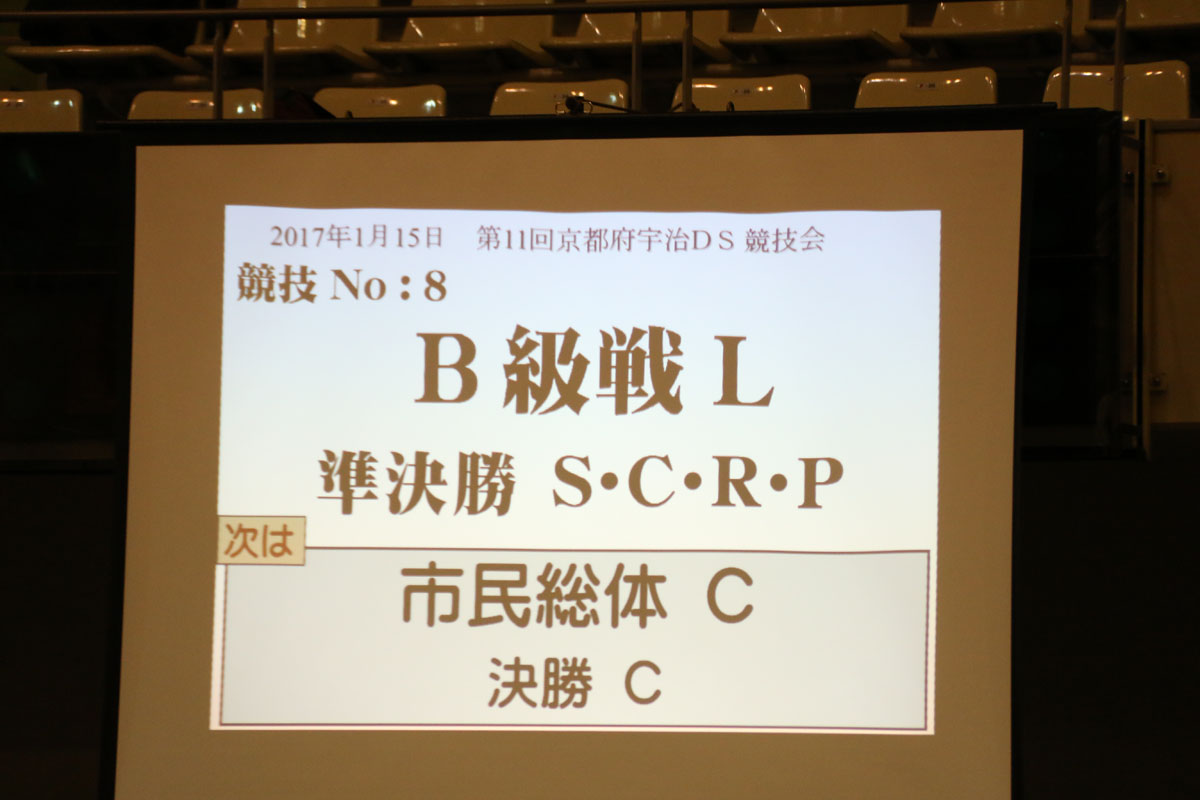 2017年1月15日 第11回京都府宇治DS 競技会
競技 No : 8
B 級戦 L
準決勝 S・C・R・P
次は
市民総体 C
決勝 C